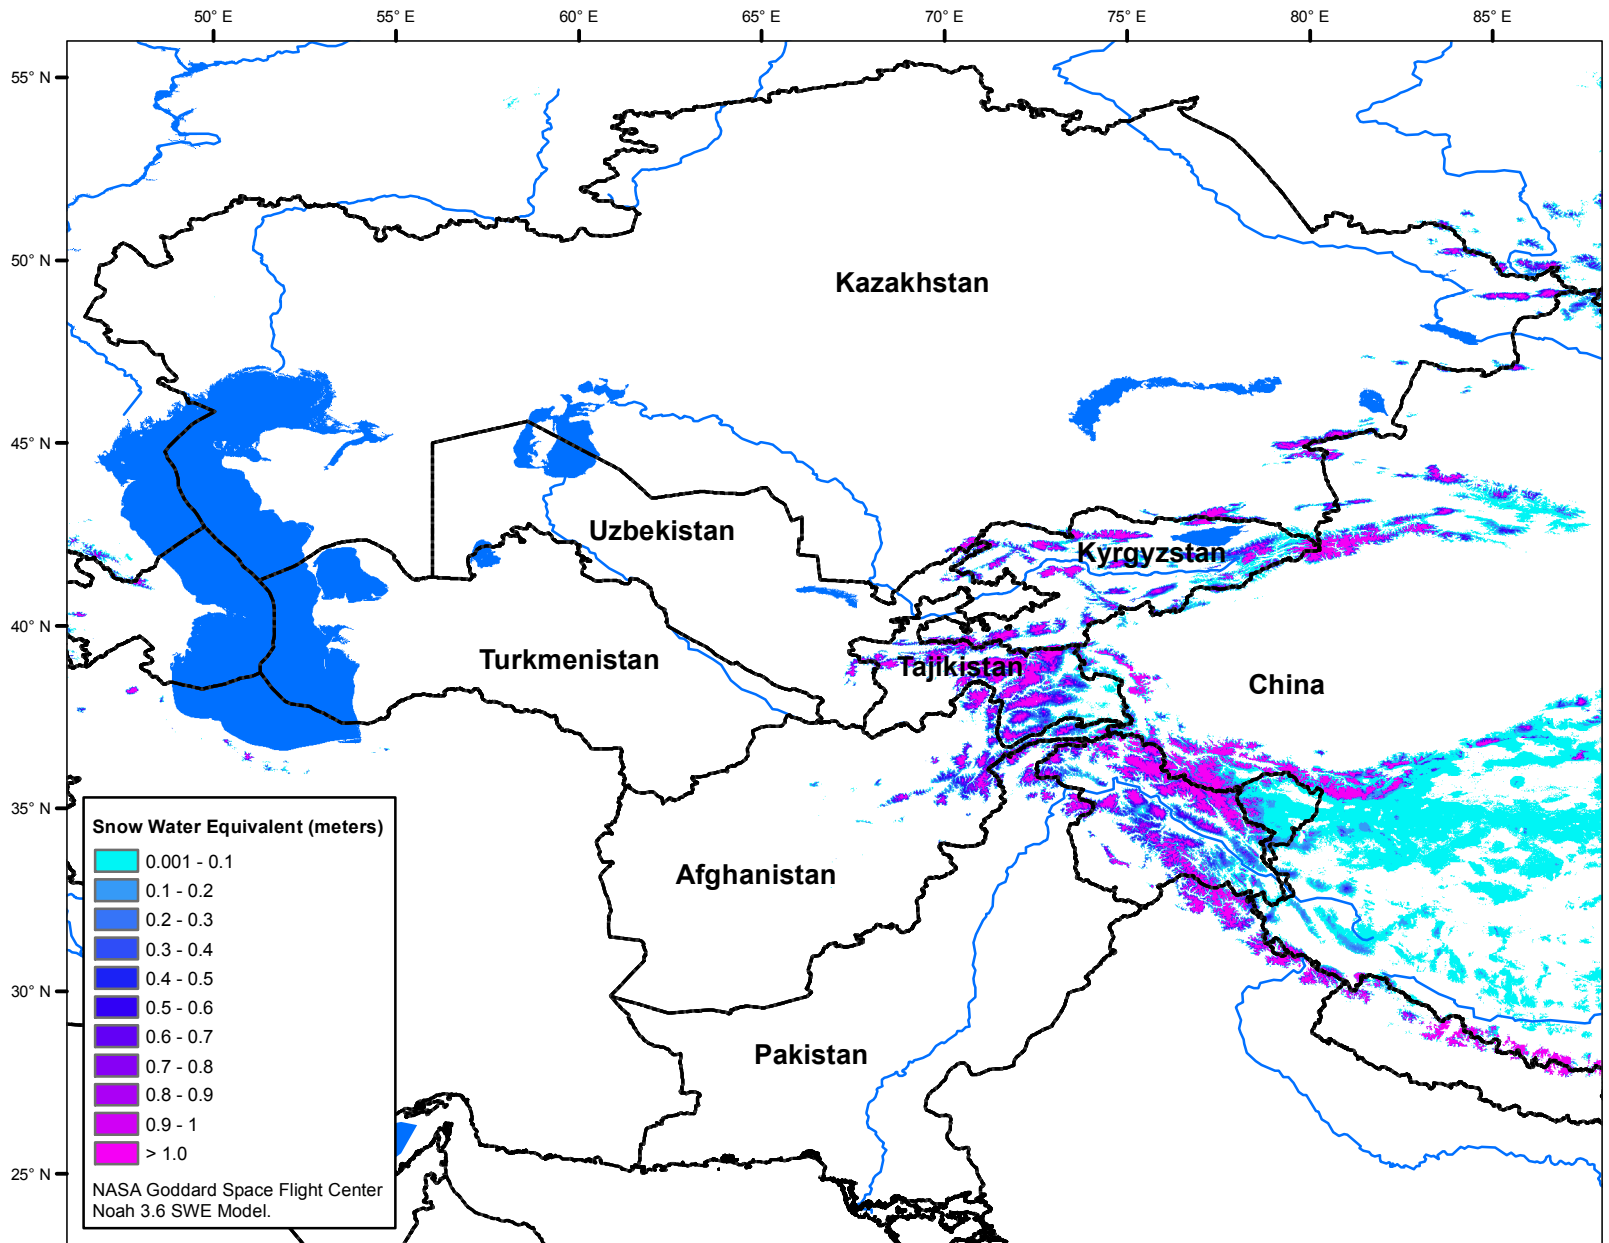 50° E 55° E 60° E 65° E 70° E 75° E 80° E 85° E
55° N
50° N
45° N
40° N
35° N
30° N
25° N
Kazakhstan
Uzbekistan
Kyrgyzstan
Turkmenistan
Tajikistan
China
Afghanistan
Pakistan
Snow Water Equivalent (meters)
0.001 - 0.1
0.1 - 0.2
0.2 - 0.3
0.3 - 0.4
0.4 - 0.5
0.5 - 0.6
0.6 - 0.7
0.7 - 0.8
0.8 - 0.9
0.9 - 1
> 1.0
NASA Goddard Space Flight Center
Noah 3.6 SWE Model.